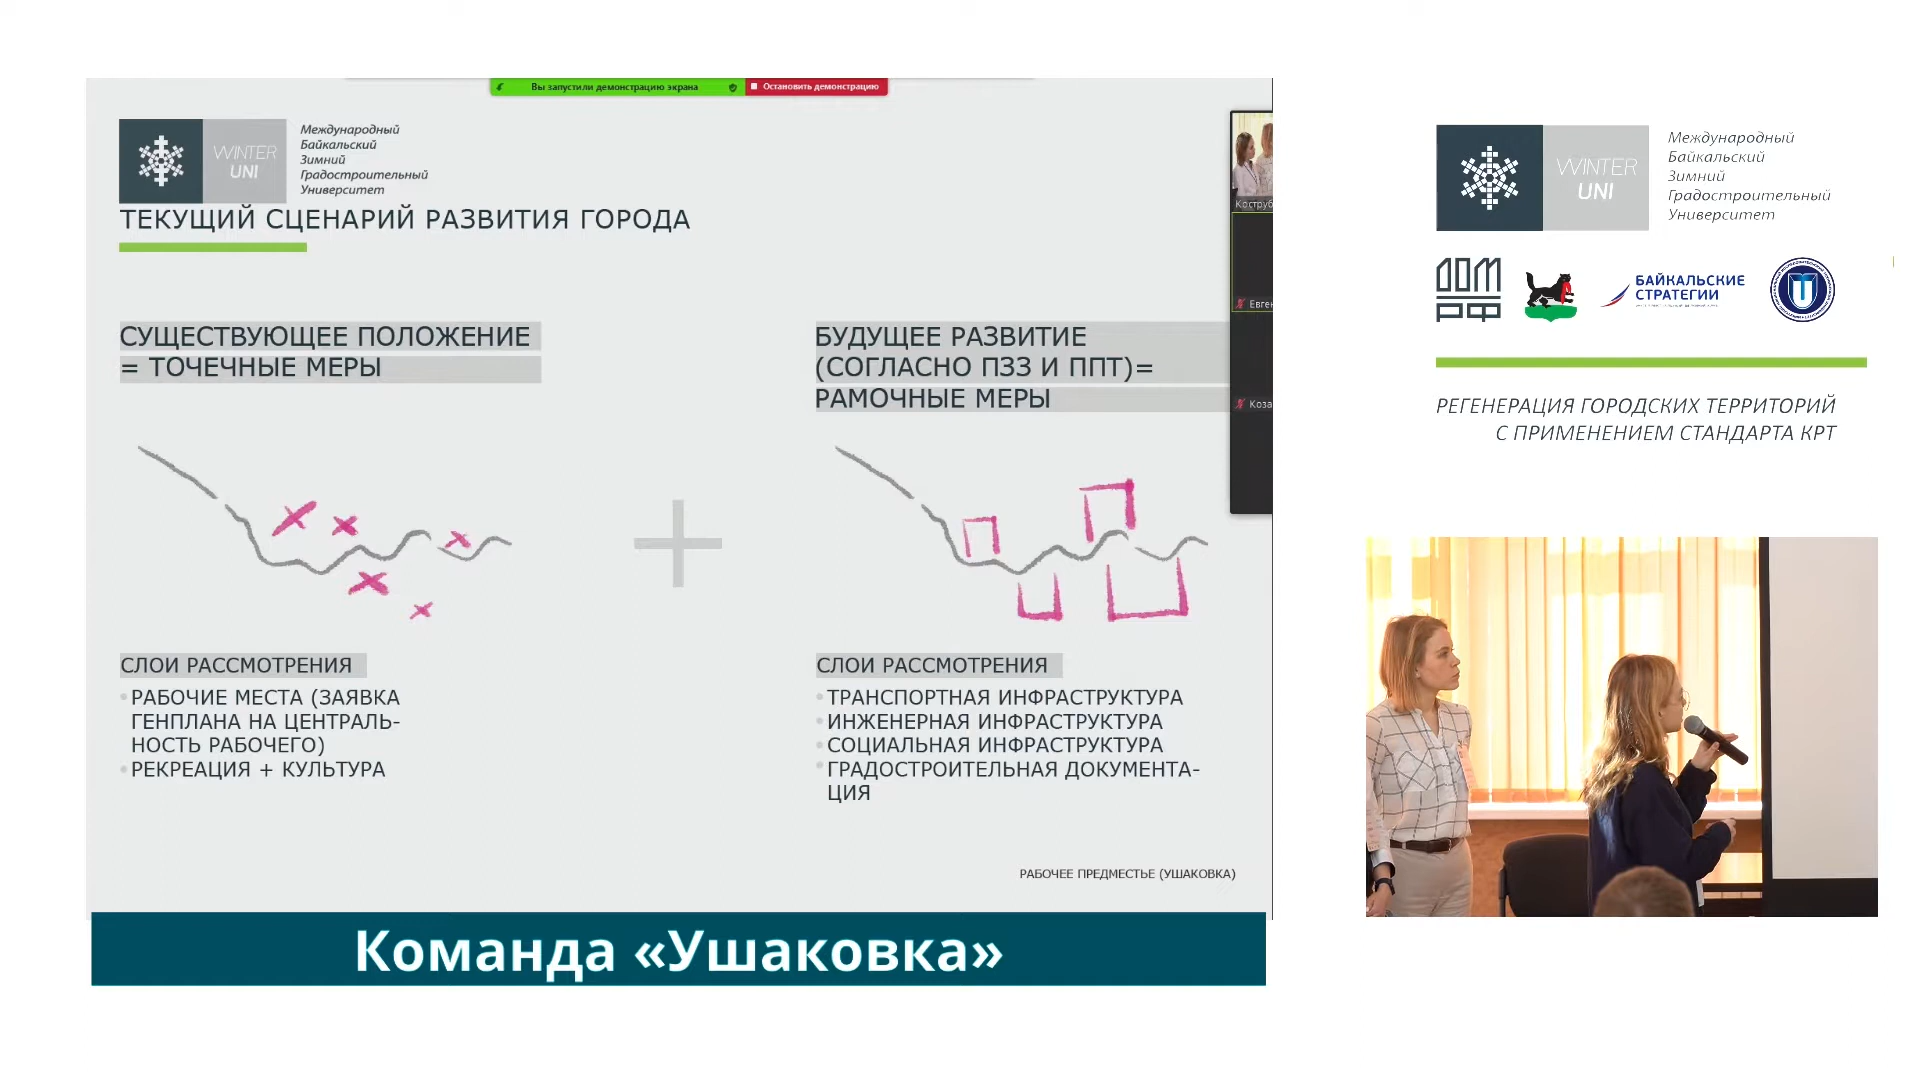 Вы запустили демонстрацию экрана
Остановить демонстрацию
WINTER
UNI
Международный
Байкальский
Зимний
Градостроительный
Университет
ТЕКУЩИЙ СЦЕНАРИЙ РАЗВИТИЯ ГОРОДА
СУЩЕСТВУЮЩЕЕ ПОЛОЖЕНИЕ
= ТОЧЕЧНЫЕ МЕРЫ
СЛОИ РАССМОТРЕНИЯ
РАБОЧИЕ МЕСТА (ЗАЯВКА
ГЕНПЛАНА НА ЦЕНТРАЛЬ-
НОСТЬ РАБОЧЕГО)
РЕКРЕАЦИЯ + КУЛЬТУРА
БУДУЩЕЕ РАЗВИТИЕ
(СОГЛАСНО ПЗЗ И ППТ)=
РАМОЧНЫЕ МЕРЫ
СЛОИ РАССМОТРЕНИЯ
ТРАНСПОРТНАЯ ИНФРАСТРУКТУРА
ИНЖЕНЕРНАЯ ИНФРАСТРУКТУРА
СОЦИАЛЬНАЯ ИНФРАСТРУКТУРА
ГРАДОСТРОИТЕЛЬНАЯ ДОКУМЕНТА-
ЦИЯ
РАБОЧЕЕ ПРЕДМЕСТЬЕ (УШАКОВКА)
Коструб
Евген
Коза
Команда «Ушаковка»
WINTER
UNI
Международный
Байкальский
Зимний
Градостроительный
Университет
ДОМ
РФ
БАЙКАЛЬСКИЕ
СТРАТЕГИИ
РЕГЕНЕРАЦИЯ ГОРОДСКИХ ТЕРРИТОРИЙ
С ПРИМЕНЕНИЕМ СТАНДАРТА КРТ